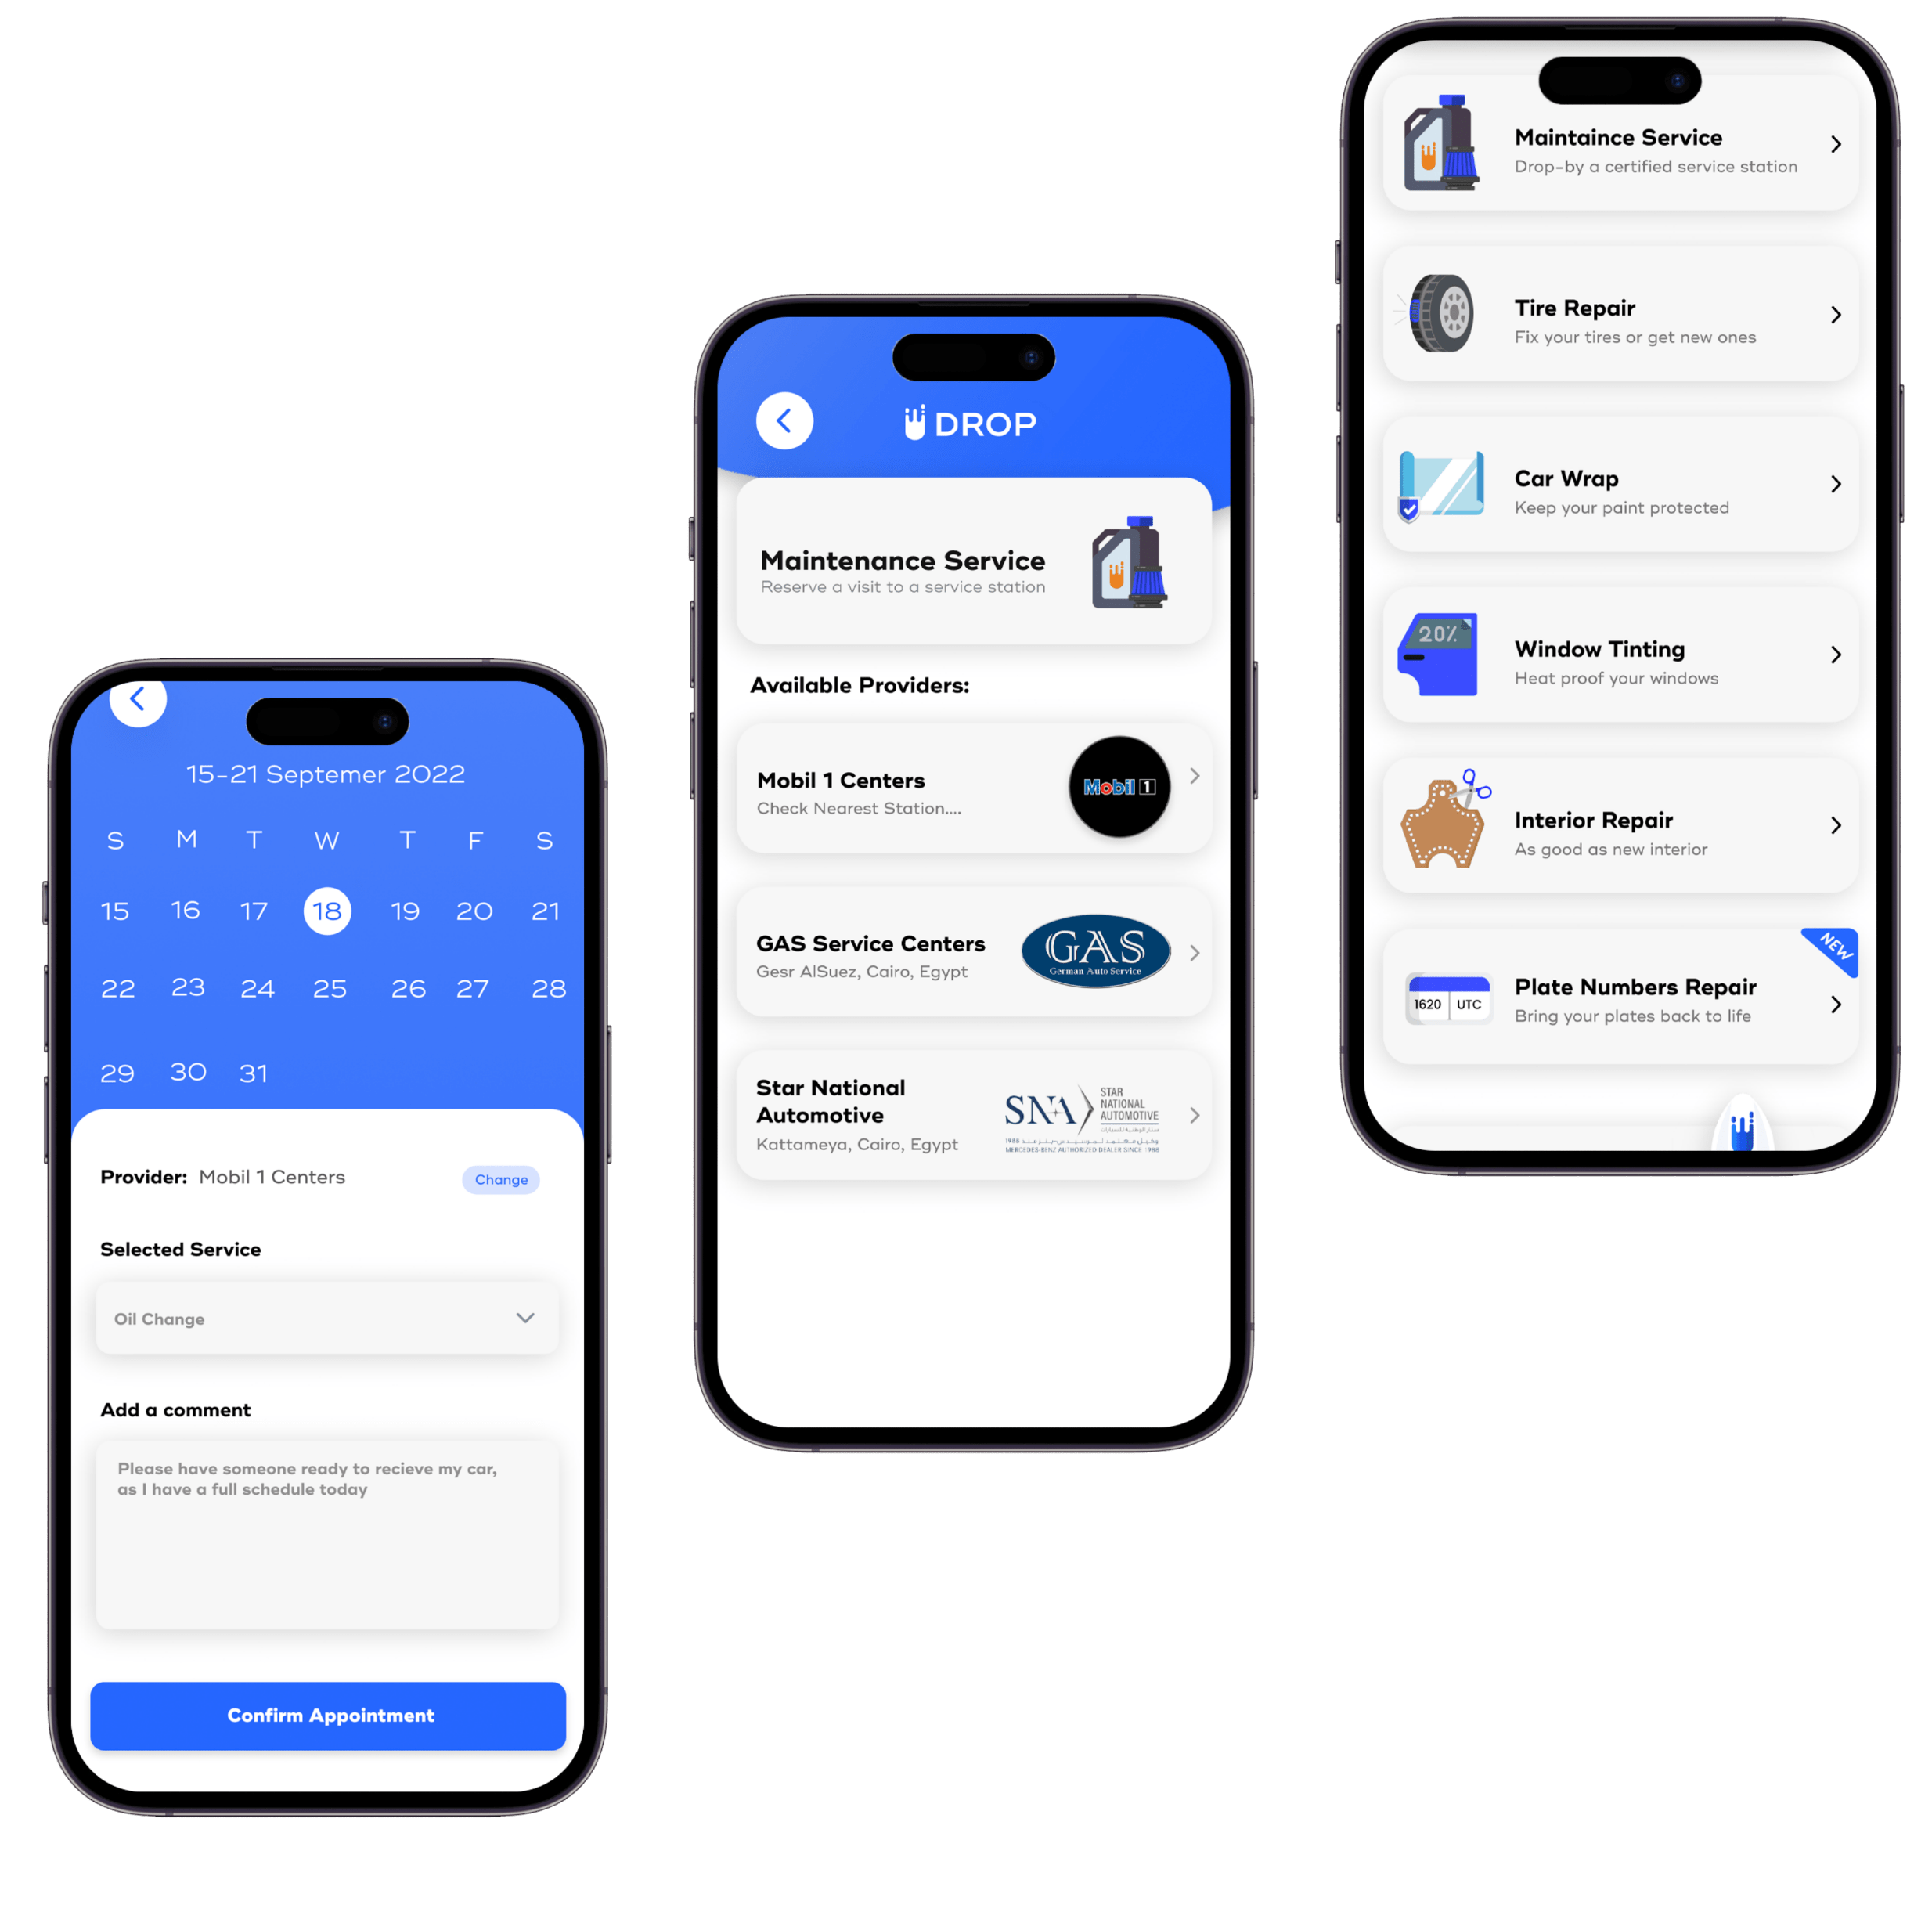 15-21 Septemer 2022
S M T W T F S
15 16 17 18 19 20 21
22 23 24 25 26 27 28
29 30 31
Provider: Mobil 1 Centers
Change
Selected Service
Oil Change
Add a comment
Please have someone ready to recieve my car,
as I have a full schedule today
Confirm Appointment
DROP
Maintenance Service
Reserve a visit to a service station
Available Providers:
Mobil 1 Centers
Check Nearest Station....
Mobil 1
GAS Service Centers
Gesr AlSuez, Cairo, Egypt
GAS
German Auto Service
Star National
Automotive
Kattameya, Cairo, Egypt
SNA
STAR
NATIONAL
AUTOMOTIVE
MERCEDES-BENZ AUTHORIZED DEALER SINCE 1988
Maintaince Service
Drop-by a certified service station
Tire Repair
Fix your tires or get new ones
Car Wrap
Keep your paint protected
20%
Window Tinting
Heat proof your windows
Interior Repair
As good as new interior
NEW
1620 UTC
Plate Numbers Repair
Bring your plates back to life